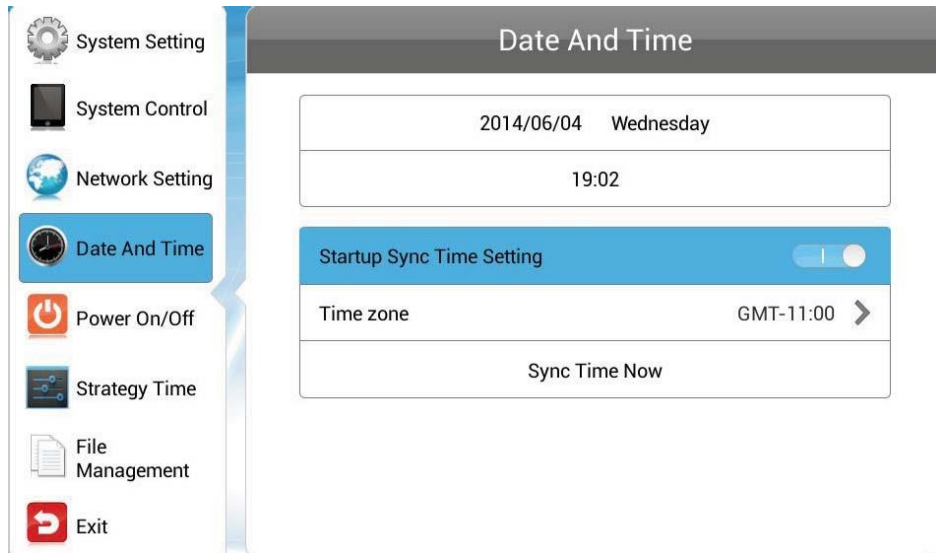 System Setting
System Control
Network Setting
Date And Time
Power On/Off
Strategy Time
File
Management
Exit
Date And Time
2014/06/04 Wednesday
19:02
Startup Sync Time Setting
Time zone GMT-11:00
Sync Time Now